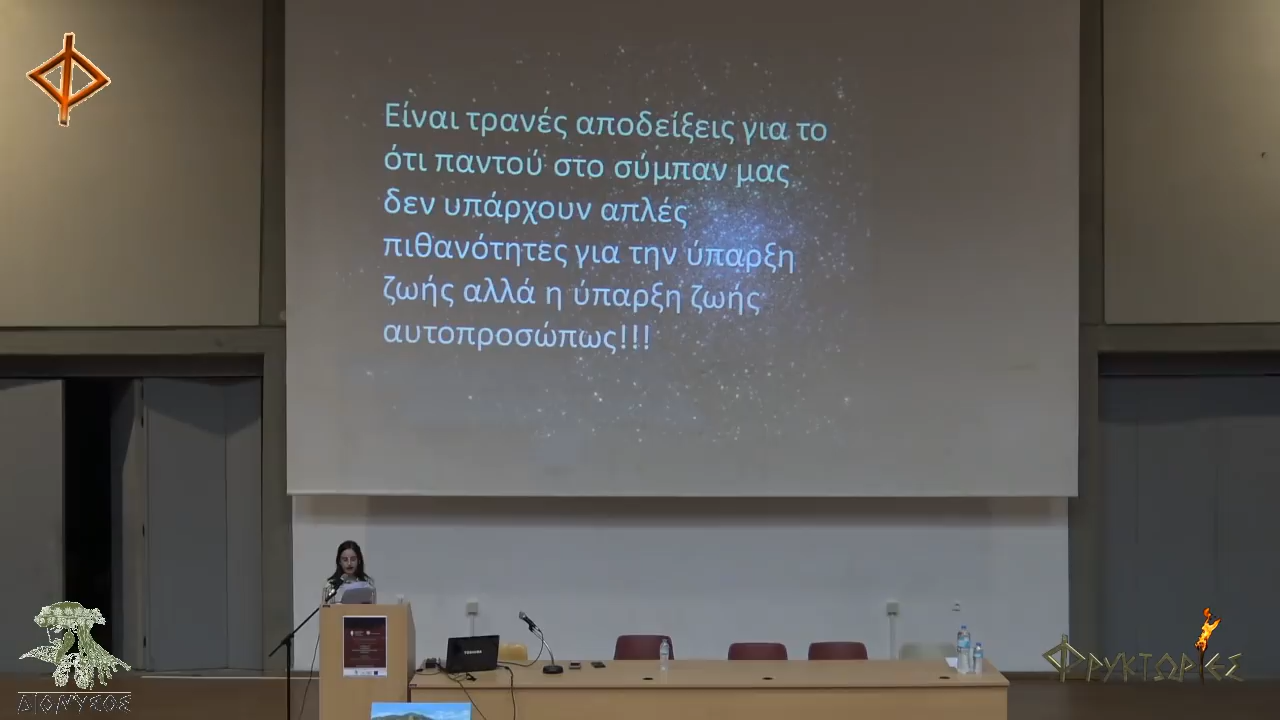 Είναι τρανές αποδείξεις για το
ότι παντού στο σύμπαν μας
δεν υπάρχουν απλές
πιθανότητες για την ύπαρξη
ζωής αλλά η ύπαρξη ζωής
αυτοπροσώπως!!!
TOSHIBA
ΔΙΟΝΥΣΟΣ
ΦΡΥΚΤΩΡΙΕΣ